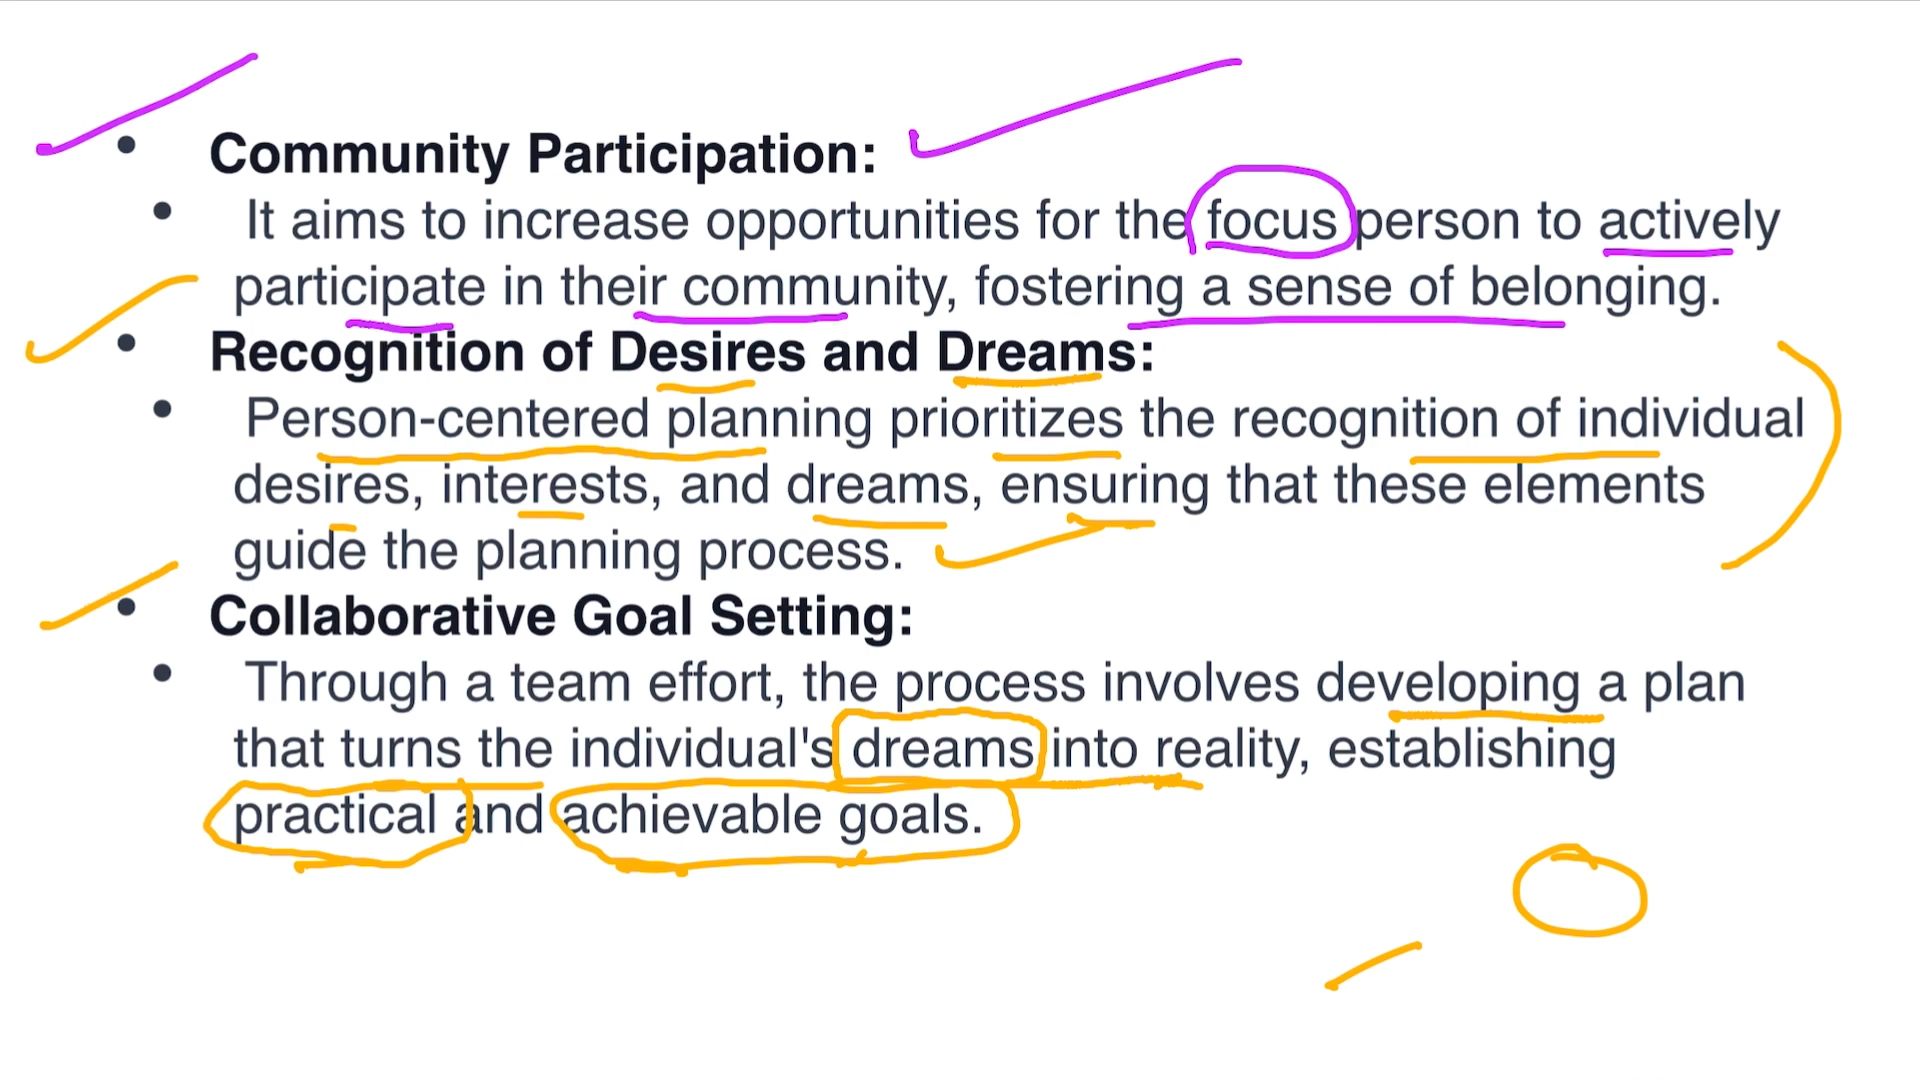 • Community Participation:
• It aims to increase opportunities for the focus person to actively
participate in their community, fostering a sense of belonging.
• Recognition of Desires and Dreams:
• Person-centered planning prioritizes the recognition of individual
desires, interests, and dreams, ensuring that these elements
guide the planning process.
• Collaborative Goal Setting:
• Through a team effort, the process involves developing a plan
that turns the individual's dreams into reality, establishing
practical and achievable goals.